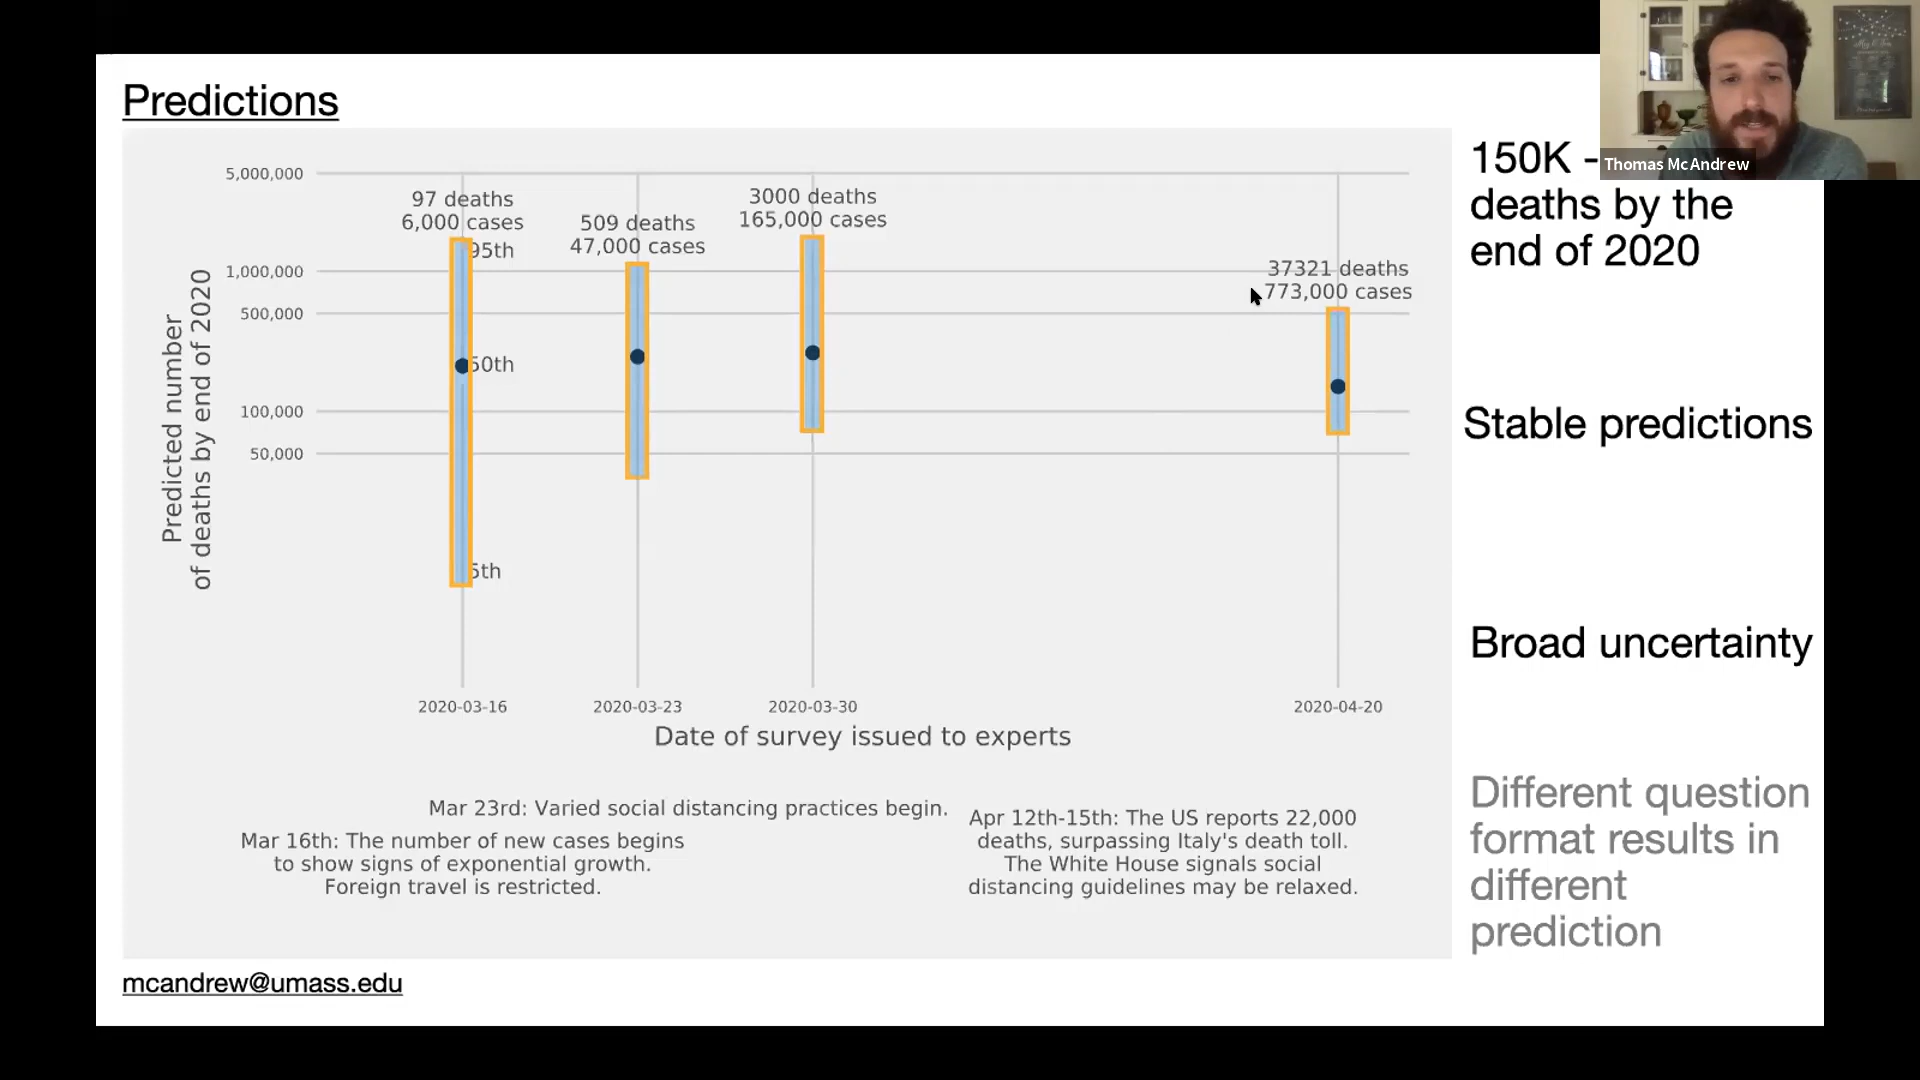 Predictions
5,000,000
1,000,000
500,000
100,000
50,000
Predicted number
of deaths by end of 2020
97 deaths
6,000 cases
95th
50th
5th
509 deaths
47,000 cases
3000 deaths
165,000 cases
37321 deaths
773,000 cases
2020-03-16
2020-03-23
2020-03-30
2020-04-20
Date of survey issued to experts
Mar 23rd: Varied social distancing practices begin.
Mar 16th: The number of new cases begins
to show signs of exponential growth.
Foreign travel is restricted.
Apr 12th-15th: The US reports 22,000
deaths, surpassing Italy's death toll.
The White House signals social
distancing guidelines may be relaxed.
150K -
deaths by the
end of 2020
Stable predictions
Broad uncertainty
Different question
format results in
different
prediction
Thomas McAndrew
mcandrew@umass.edu